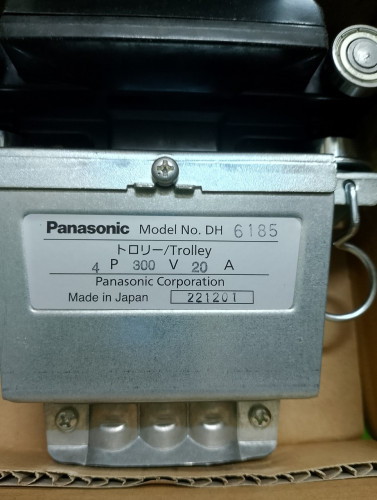 Panasonic Model No. DH 6185
トロリー/Trolley
4 P 300 V 20 A
Panasonic Corporation
Made in Japan 221201